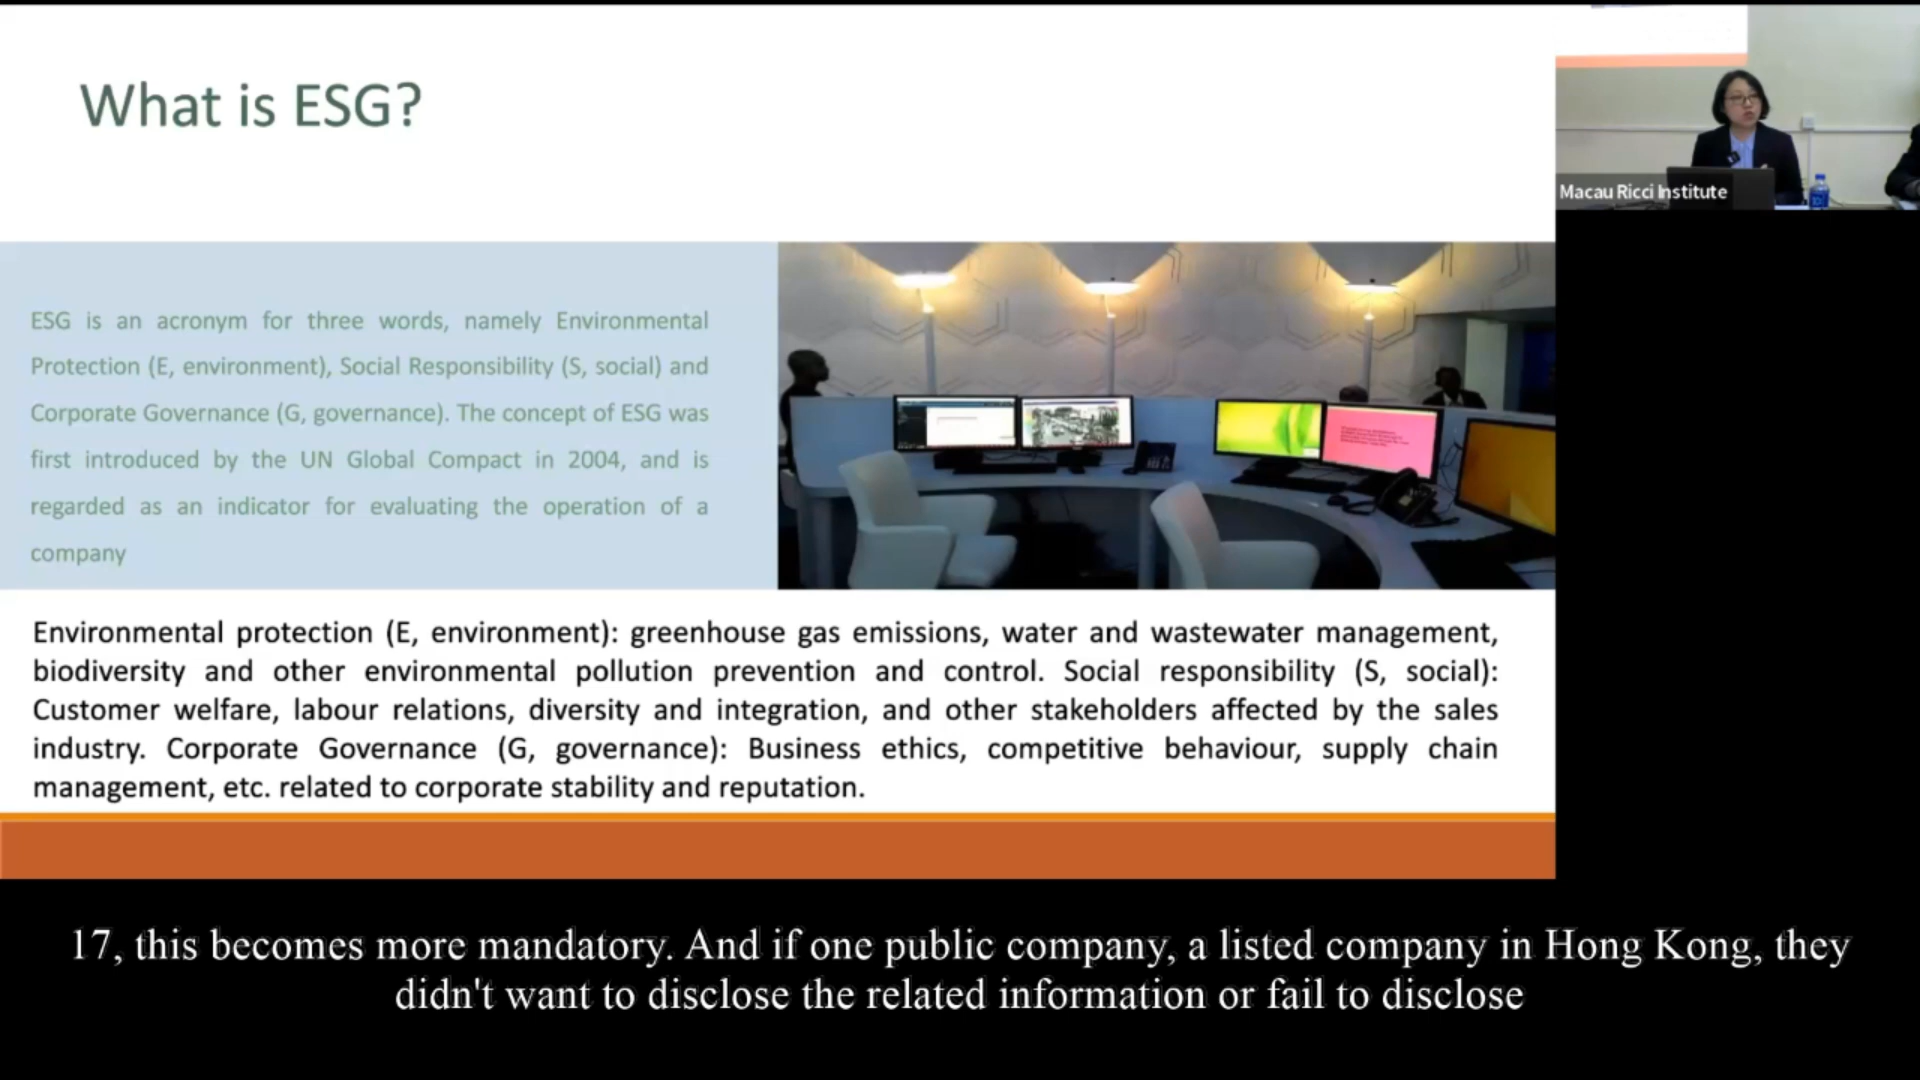 What is ESG?
Macau Ricci Institute
ESG is an acronym for three words, namely Environmental
Protection (E, environment), Social Responsibility (S, social) and
Corporate Governance (G, governance). The concept of ESG was
first introduced by the UN Global Compact in 2004, and is
regarded as an indicator for evaluating the operation of a
company
Environmental protection (E, environment): greenhouse gas emissions, water and wastewater management,
biodiversity and other environmental pollution prevention and control. Social responsibility (S, social):
Customer welfare, labour relations, diversity and integration, and other stakeholders affected by the sales
industry. Corporate Governance (G, governance): Business ethics, competitive behaviour, supply chain
management, etc. related to corporate stability and reputation.
17, this becomes more mandatory. And if one public company, a listed company in Hong Kong, they
didn't want to disclose the related information or fail to disclose